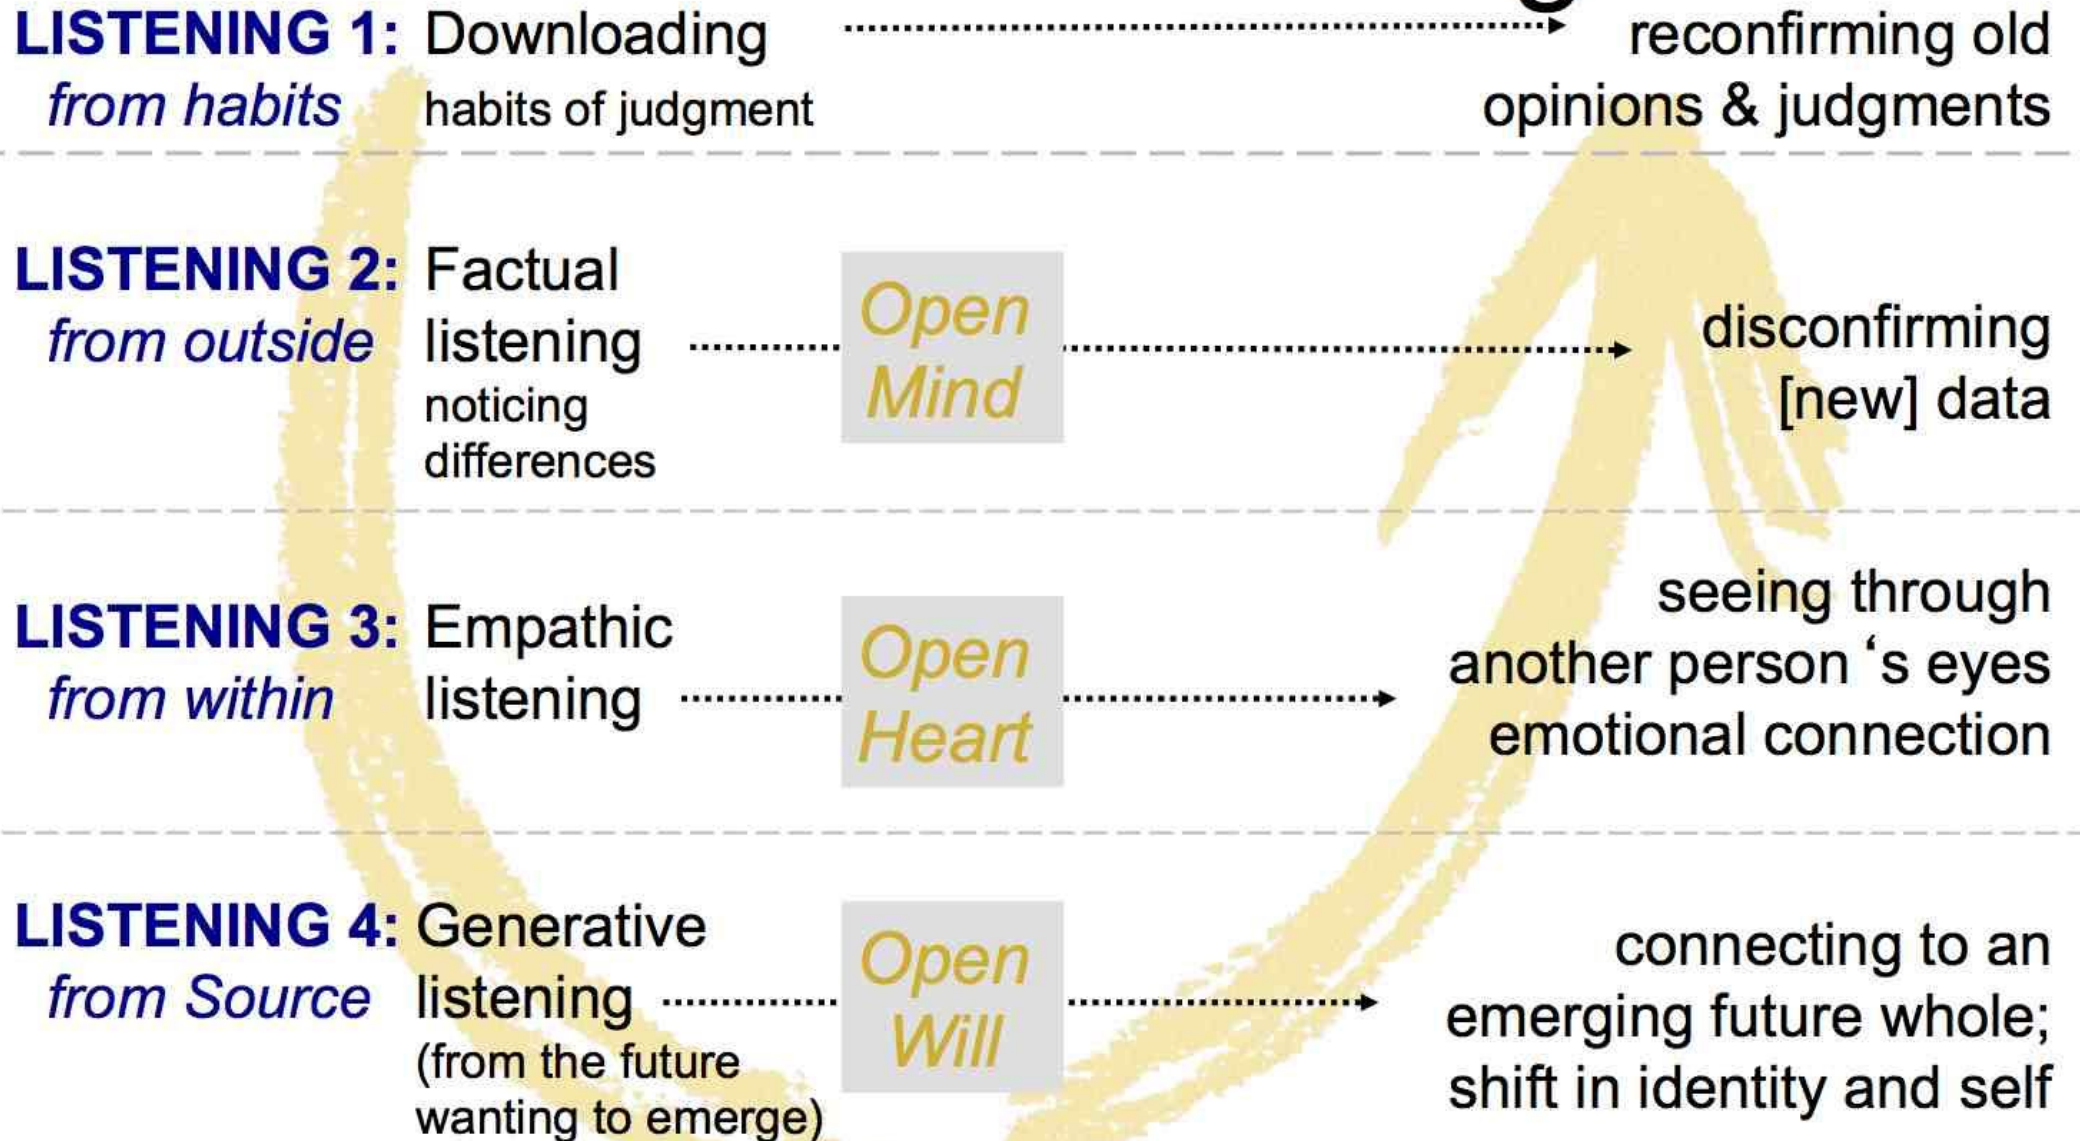 LISTENING 1: Downloading
from habits habits of judgment
reconfirming old
opinions & judgments
LISTENING 2: Factual
from outside listening
noticing
differences
Open
Mind
disconfirming
[new] data
LISTENING 3: Empathic
from within listening
Open
Heart
seeing through
another person ‘s eyes
emotional connection
LISTENING 4: Generative
from Source listening
(from the future
wanting to emerge)
Open
Will
connecting to an
emerging future whole;
shift in identity and self